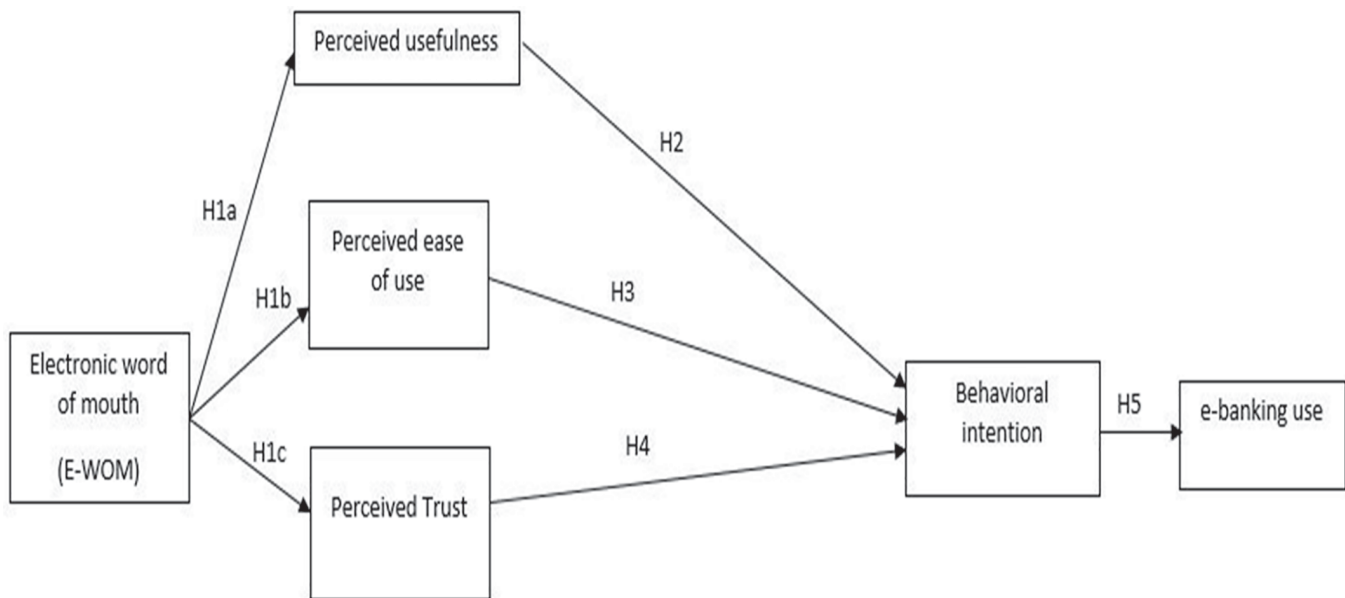 Perceived usefulness
H2
H1a
Perceived ease
of use
H1b
H3
Electronic word
of mouth
(E-WOM)
Behavioral
intention
H5
e-banking use
H1c
H4
Perceived Trust